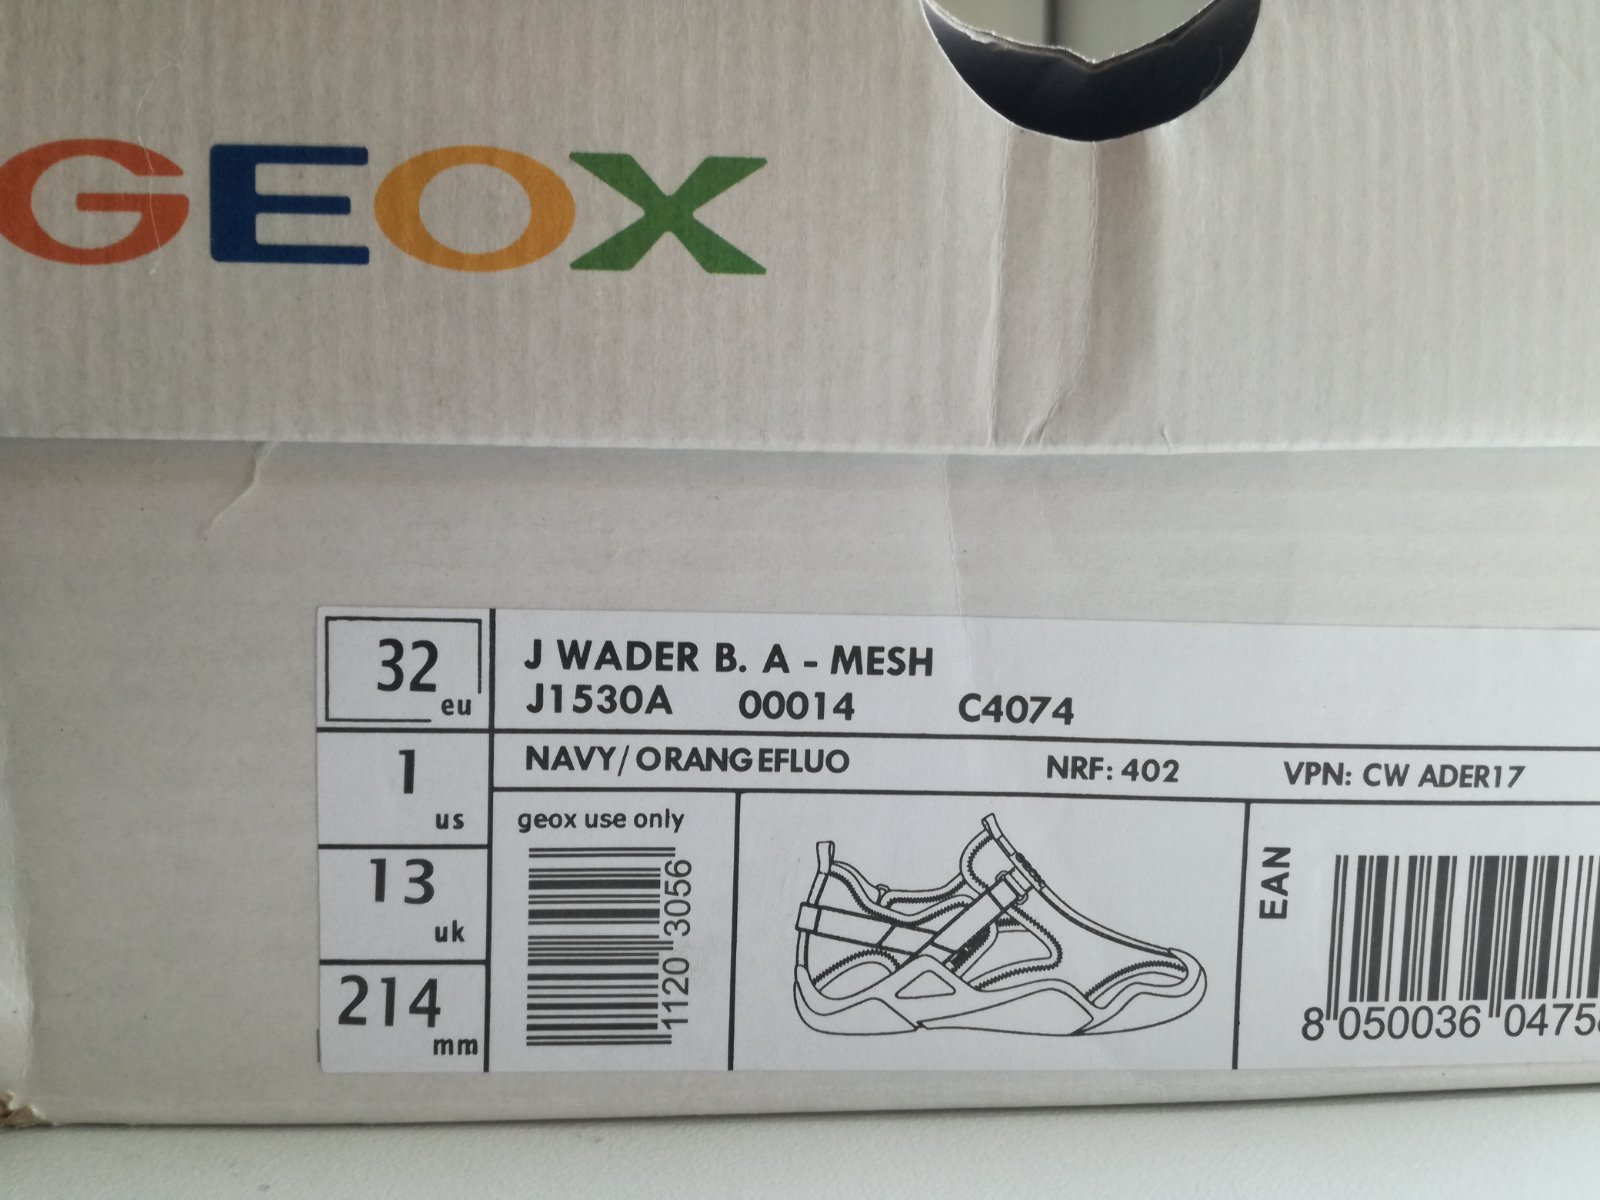 GEOX
32 eu
J WADER B. A - MESH
J1530A 00014 C4074
1 us
NAVY/ORANGEFLUO NRF: 402 VPN: CW ADER17
13 uk
214 mm
geox use only
1120 3056
EAN
8 050036 0475